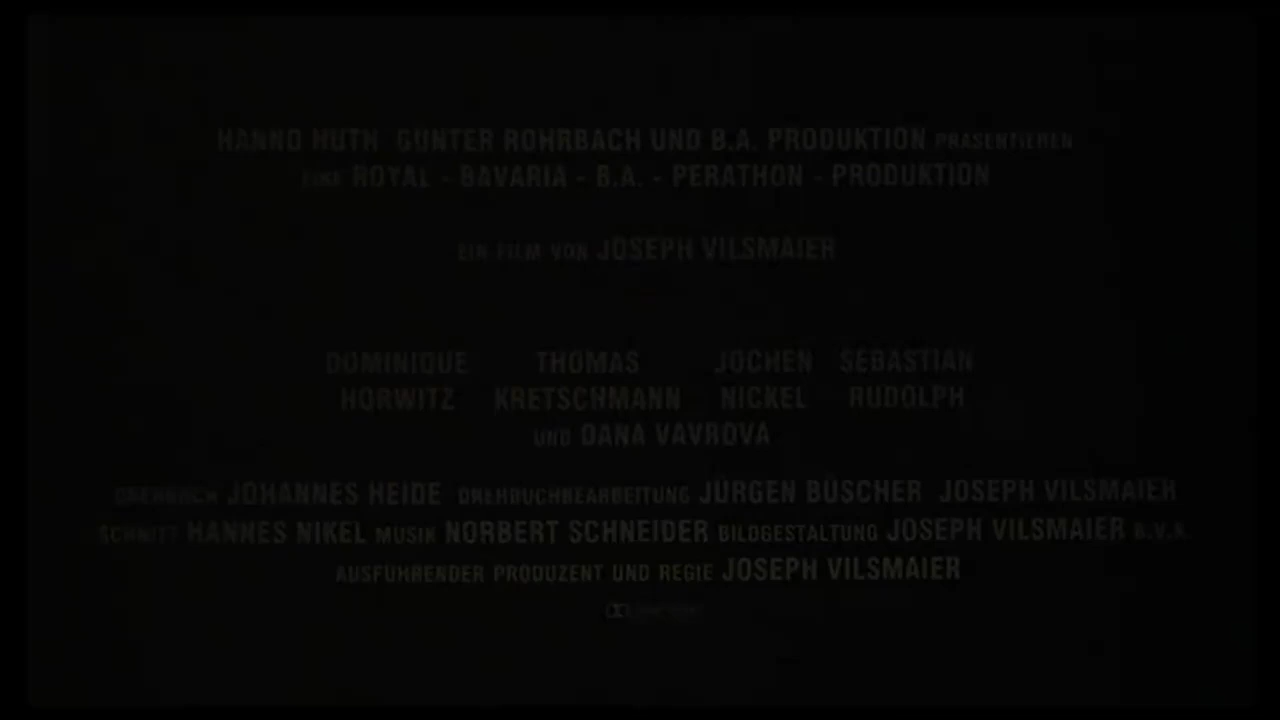 HANNO HUTH GÜNTER ROHRBACH UND B.A. PRODUKTION PRÄSENTIEREN
EINE ROYAL - BAVARIA - B.A. - PERATHON - PRODUKTION
EIN FILM VON JOSEPH VILSMAIER
DOMINIQUE THOMAS JOCHEN SEBASTIAN
HORWITZ KRETSCHMANN NICKEL RUDOLPH
UND DANA VAVROVA
DREHBUCH JOHANNES HEIDE DREHBUCHBEARBEITUNG JÜRGEN BÜSCHER JOSEPH VILSMAIER
SCHNITT HANNES NIKEL MUSIK NORBERT SCHNEIDER BILDGESTALTUNG JOSEPH VILSMAIER B.V.K.
AUSFÜHRENDER PRODUZENT UND REGIE JOSEPH VILSMAIER